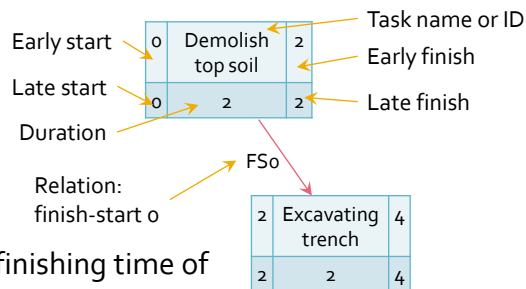 Task name or ID
Early start
0 Demolish top soil 2
Early finish
Late start
0 2 2
Late finish
Duration
FS0
Relation:
finish-start 0
2 Excavating trench 4
finishing time of
2 2 4